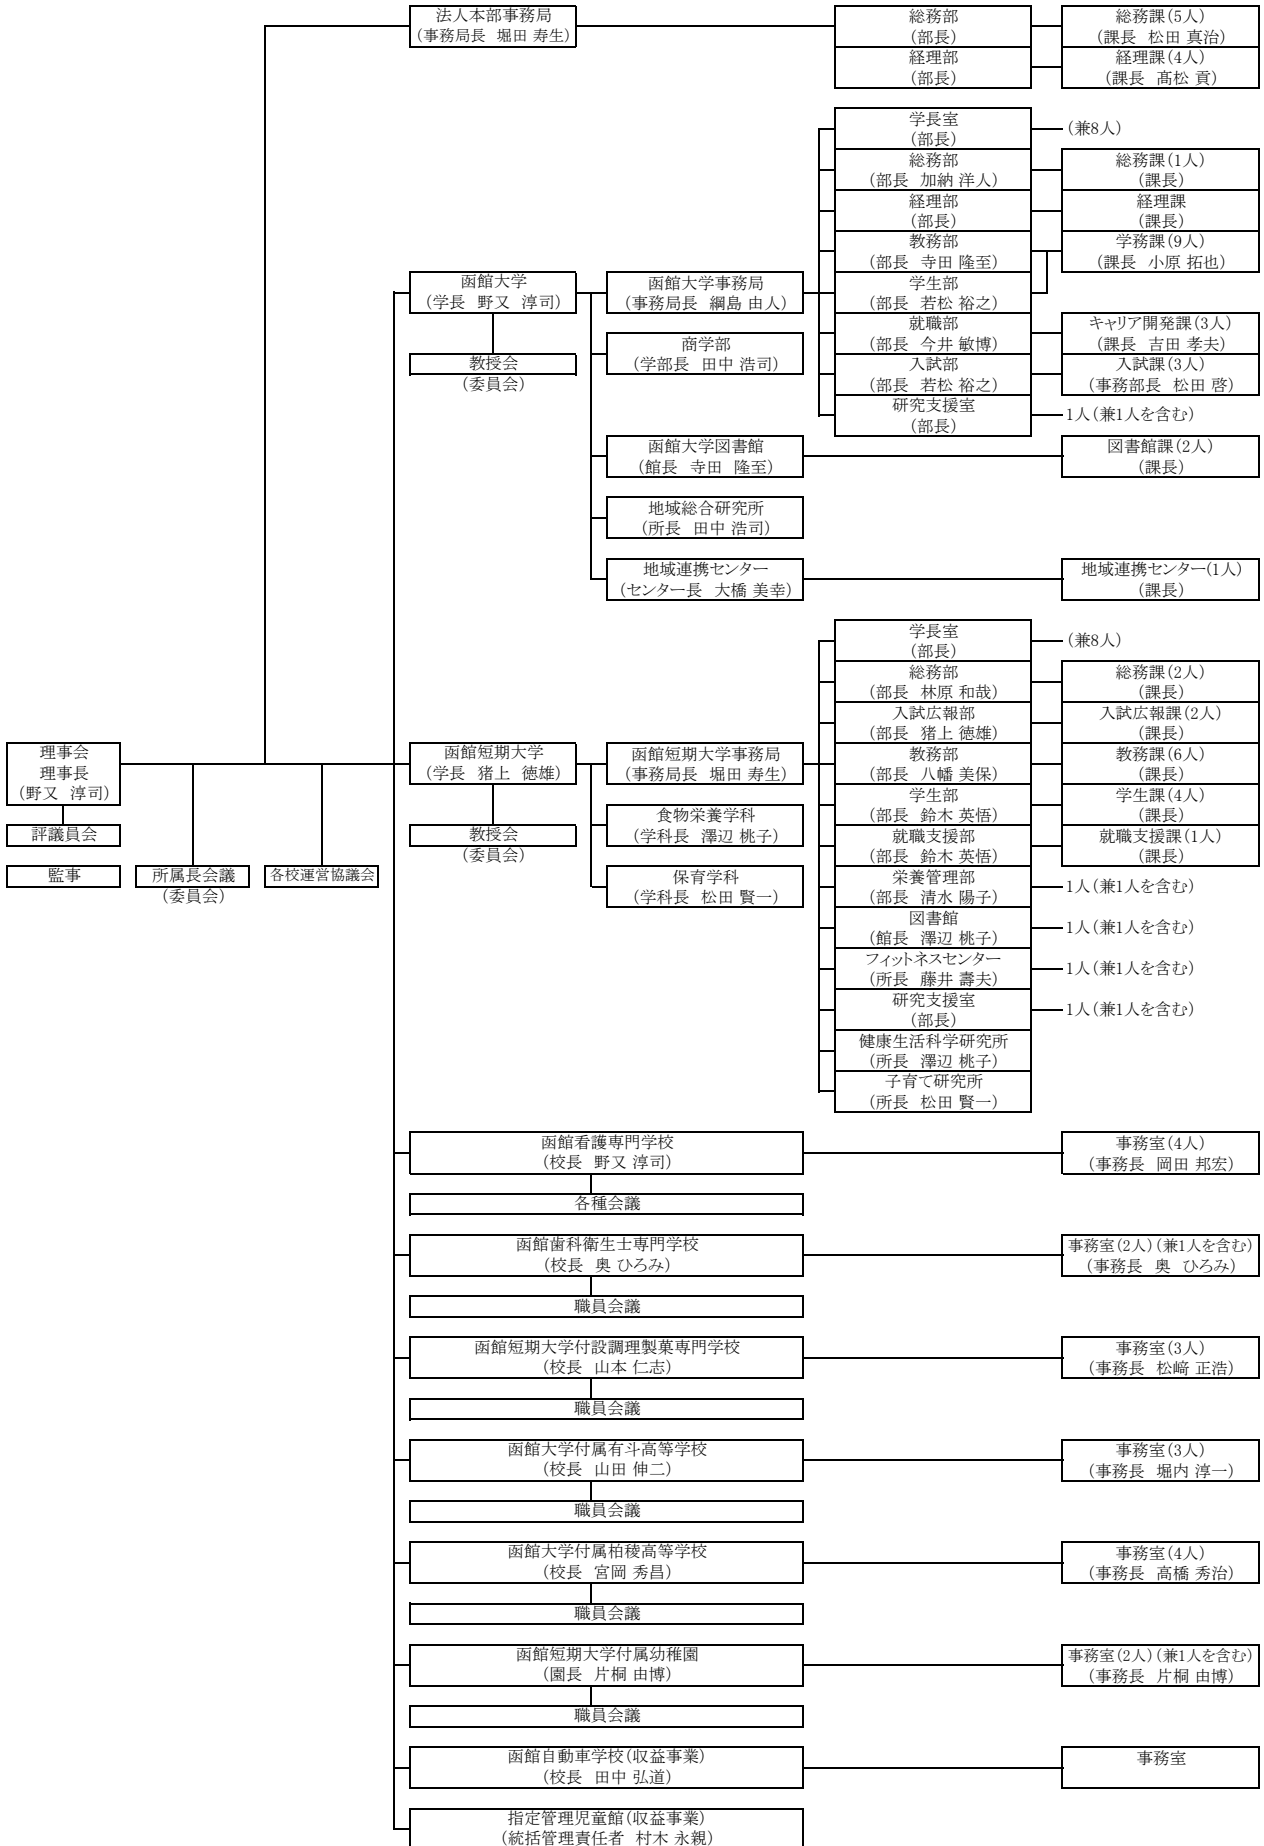 法人本部事務局
(事務局長 堀田 寿生)
総務部
(部長)
総務課(5人)
(課長 松田 真治)
経理部
(部長)
経理課(4人)
(課長 髙松 貢)
学長室
(部長)
(兼8人)
総務部
(部長 加納 洋人)
総務課(1人)
(課長)
経理部
(部長)
経理課
(課長)
教務部
(部長 寺田 隆至)
学務課(9人)
(課長 小原 拓也)
函館大学
(学長 野又 淳司)
函館大学事務局
(事務局長 綱島 由人)
学生部
(部長 若松 裕之)
就職部
(部長 今井 敏博)
キャリア開発課(3人)
(課長 吉田 孝夫)
商学部
(学部長 田中 浩司)
教授会
(委員会)
入試部
(部長 若松 裕之)
入試課(3人)
(事務部長 松田 啓)
研究支援室
(部長)
1人(兼1人を含む)
函館大学図書館
(館長 寺田 隆至)
図書館課(2人)
(課長)
地域総合研究所
(所長 田中 浩司)
地域連携センター
(センター長 大橋 美幸)
地域連携センター(1人)
(課長)
学長室
(部長)
(兼8人)
総務部
(部長 林原 和哉)
総務課(2人)
(課長)
入試広報部
(部長 猪上 徳雄)
入試広報課(2人)
(課長)
理事会
理事長
(野又 淳司)
函館短期大学
(学長 猪上 徳雄)
函館短期大学事務局
(事務局長 堀田 寿生)
教務部
(部長 八幡 美保)
教務課(6人)
(課長)
学生部
(部長 鈴木 英悟)
学生課(4人)
(課長)
評議員会
教授会
(委員会)
食物栄養学科
(学科長 澤辺 桃子)
就職支援部
(部長 鈴木 英悟)
就職支援課(1人)
(課長)
監事
所属長会議
(委員会)
各校運営協議会
保育学科
(学科長 松田 賢一)
栄養管理部
(部長 清水 陽子)
1人(兼1人を含む)
図書館
(館長 澤辺 桃子)
1人(兼1人を含む)
フィットネスセンター
(所長 藤井 壽夫)
1人(兼1人を含む)
研究支援室
(部長)
1人(兼1人を含む)
健康生活科学研究所
(所長 澤辺 桃子)
子育て研究所
(所長 松田 賢一)
函館看護専門学校
(校長 野又 淳司)
事務室(4人)
(事務長 岡田 邦宏)
各種会議
函館歯科衛生士専門学校
(校長 奥 ひろみ)
事務室(2人)(兼1人を含む)
(事務長 奥 ひろみ)
職員会議
函館短期大学付設調理製菓専門学校
(校長 山本 仁志)
事務室(3人)
(事務長 松﨑 正浩)
職員会議
函館大学付属有斗高等学校
(校長 山田 伸二)
事務室(3人)
(事務長 堀内 淳一)
職員会議
函館大学付属柏稜高等学校
(校長 宮岡 秀昌)
事務室(4人)
(事務長 高橋 秀治)
職員会議
函館短期大学付属幼稚園
(園長 片桐 由博)
事務室(2人)(兼1人を含む)
(事務長 片桐 由博)
職員会議
函館自動車学校(収益事業)
(校長 田中 弘道)
事務室
指定管理児童館(収益事業)
(統括管理責任者 村木 永親)